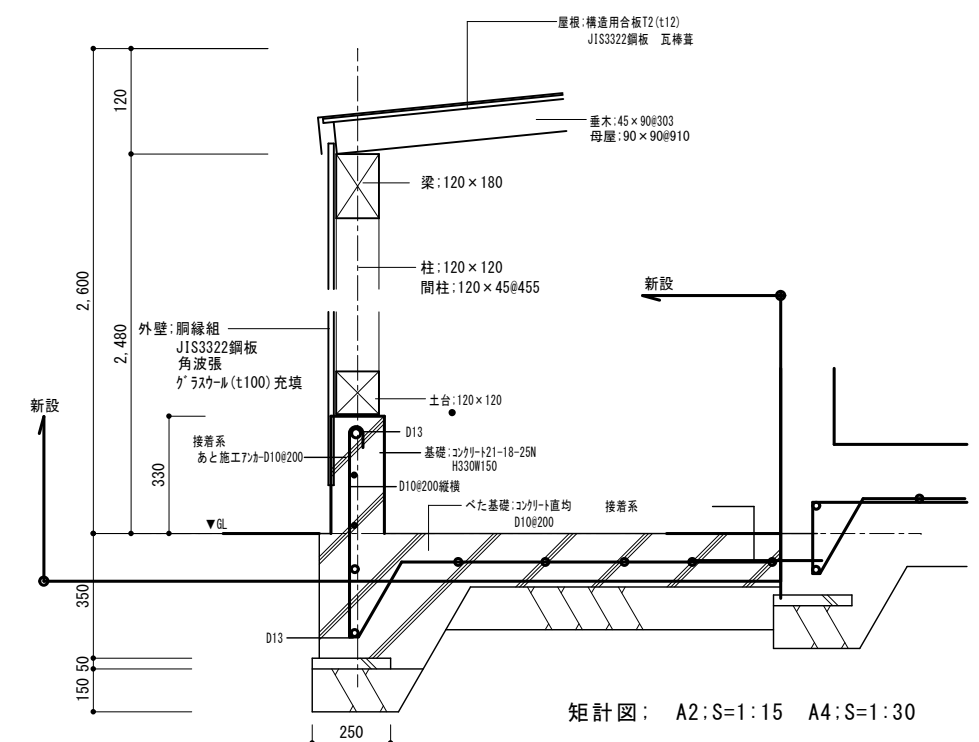 屋根;構造用合板T2(t12)
JIS3322鋼板 瓦棒葺
120
垂木;45×90@303
母屋;90×90@910
梁;120×180
柱;120×120
間柱;120×45@455
新設
2,600
2,480
外壁;胴縁組
JIS3322鋼板
角波張
グラスウール(t100)充填
土台;120×120
新設
D13
接着系
あと施工アンカーD10@200
基礎;コンクリート21-18-25N
H330W150
330
D10@200縦横
べた基礎;コンクリート直均
D10@200
接着系
▼GL
350
D13
50
150
250
矩計図; A2;S=1:15 A4;S=1:30